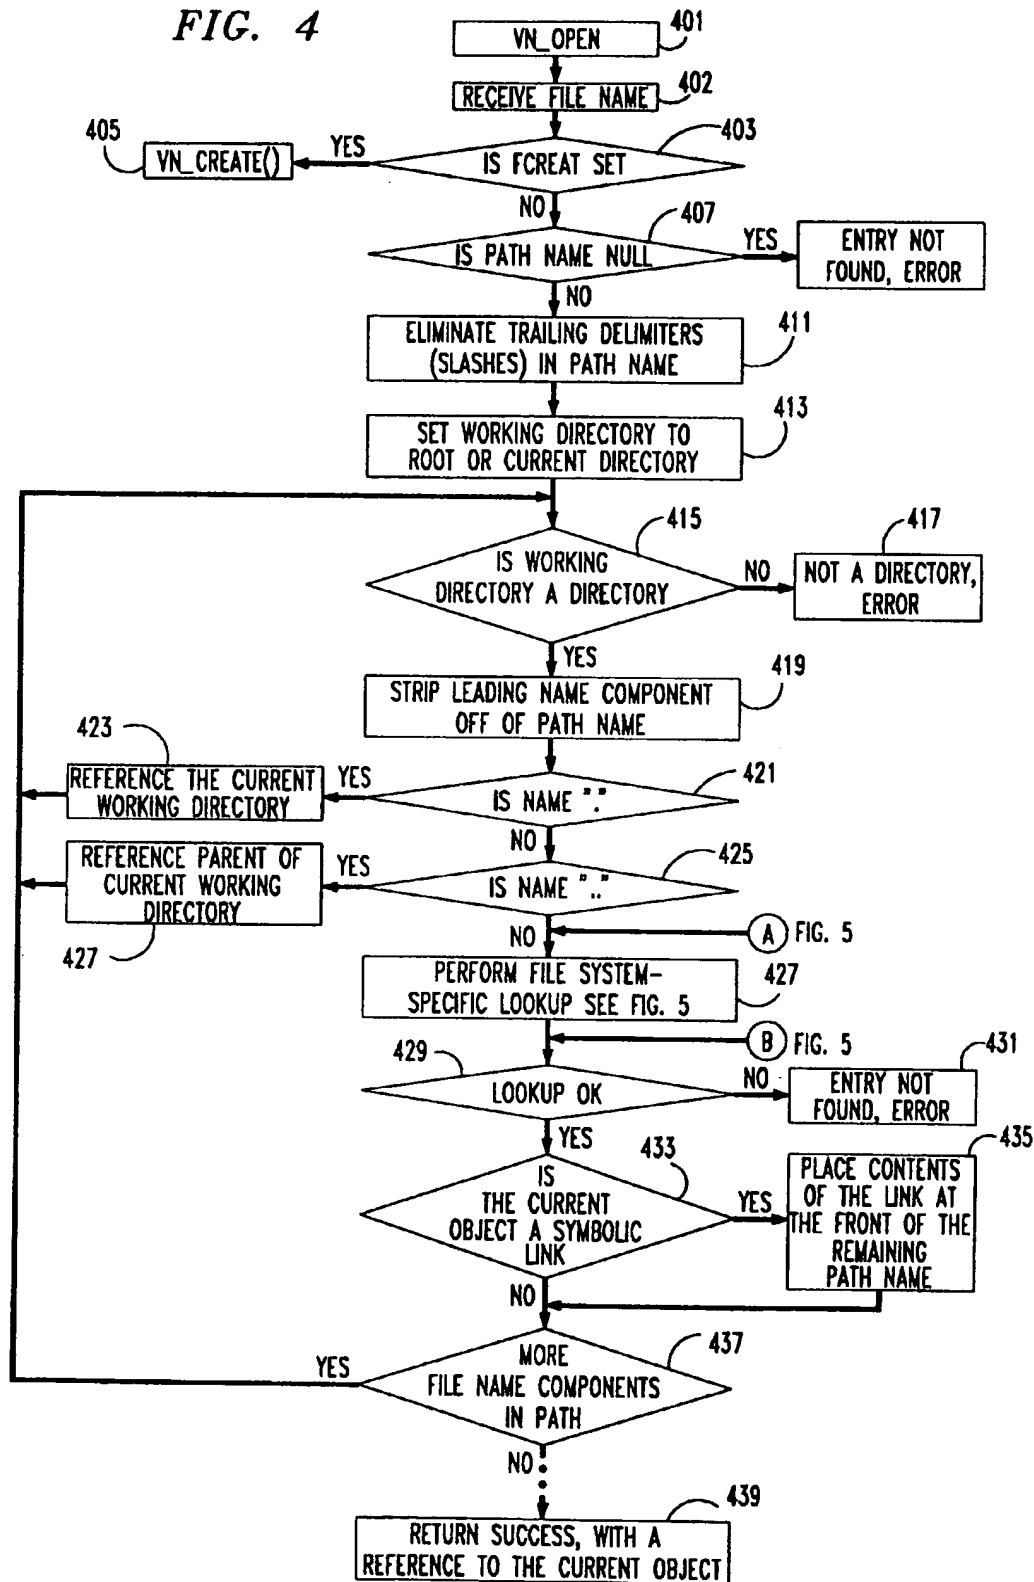 FIG. 4
VN_OPEN
401
RECEIVE FILE NAME
402
403
IS FCREAT SET
YES
405
VN_CREATE()
NO
407
IS PATH NAME NULL
YES
ENTRY NOT
FOUND, ERROR
NO
ELIMINATE TRAILING DELIMITERS
(SLASHES) IN PATH NAME
411
SET WORKING DIRECTORY TO
ROOT OR CURRENT DIRECTORY
413
415
IS WORKING
DIRECTORY A DIRECTORY
NO
417
NOT A DIRECTORY,
ERROR
YES
STRIP LEADING NAME COMPONENT
OFF OF PATH NAME
419
421
IS NAME "."
YES
423
REFERENCE THE CURRENT
WORKING DIRECTORY
NO
425
IS NAME ".."
YES
REFERENCE PARENT OF
CURRENT WORKING
DIRECTORY
427
NO
A FIG. 5
PERFORM FILE SYSTEM-
SPECIFIC LOOKUP SEE FIG. 5
427
B FIG. 5
429
LOOKUP OK
NO
431
ENTRY NOT
FOUND, ERROR
YES
433
IS
THE CURRENT
OBJECT A SYMBOLIC
LINK
YES
435
PLACE CONTENTS
OF THE LINK AT
THE FRONT OF THE
REMAINING
PATH NAME
NO
437
MORE
FILE NAME COMPONENTS
IN PATH
YES
NO
439
RETURN SUCCESS, WITH A
REFERENCE TO THE CURRENT OBJECT